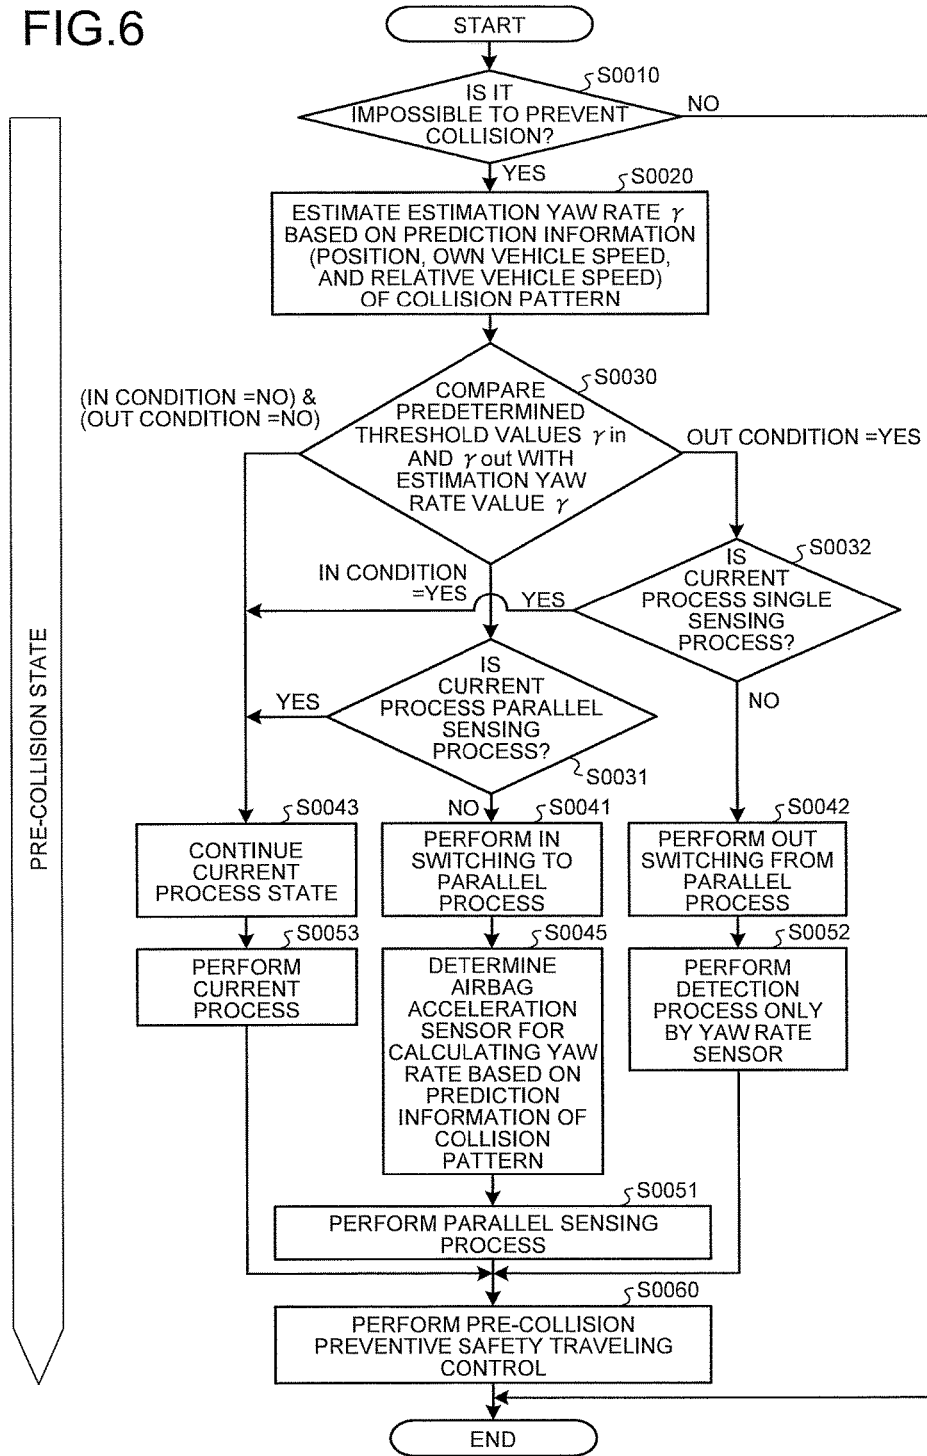 FIG.6
START
S0010
IS IT
IMPOSSIBLE TO PREVENT
COLLISION?
NO
YES
S0020
ESTIMATE ESTIMATION YAW RATE γ
BASED ON PREDICTION INFORMATION
(POSITION, OWN VEHICLE SPEED,
AND RELATIVE VEHICLE SPEED)
OF COLLISION PATTERN
S0030
COMPARE
PREDETERMINED
THRESHOLD VALUES γ in
AND γ out WITH
ESTIMATION YAW
RATE VALUE γ
(IN CONDITION =NO) &
(OUT CONDITION =NO)
OUT CONDITION =YES
IN CONDITION
=YES
S0032
IS
CURRENT
PROCESS SINGLE
SENSING
PROCESS?
YES
NO
IS
CURRENT
PROCESS PARALLEL
SENSING
PROCESS?
YES
S0031
NO
PRE-COLLISION STATE
S0043
CONTINUE
CURRENT
PROCESS STATE
S0041
PERFORM IN
SWITCHING TO
PARALLEL
PROCESS
S0042
PERFORM OUT
SWITCHING FROM
PARALLEL
PROCESS
S0053
PERFORM
CURRENT
PROCESS
S0045
DETERMINE
AIRBAG
ACCELERATION
SENSOR FOR
CALCULATING YAW
RATE BASED ON
PREDICTION
INFORMATION OF
COLLISION
PATTERN
S0052
PERFORM
DETECTION
PROCESS ONLY
BY YAW RATE
SENSOR
S0051
PERFORM PARALLEL SENSING
PROCESS
S0060
PERFORM PRE-COLLISION
PREVENTIVE SAFETY TRAVELING
CONTROL
END